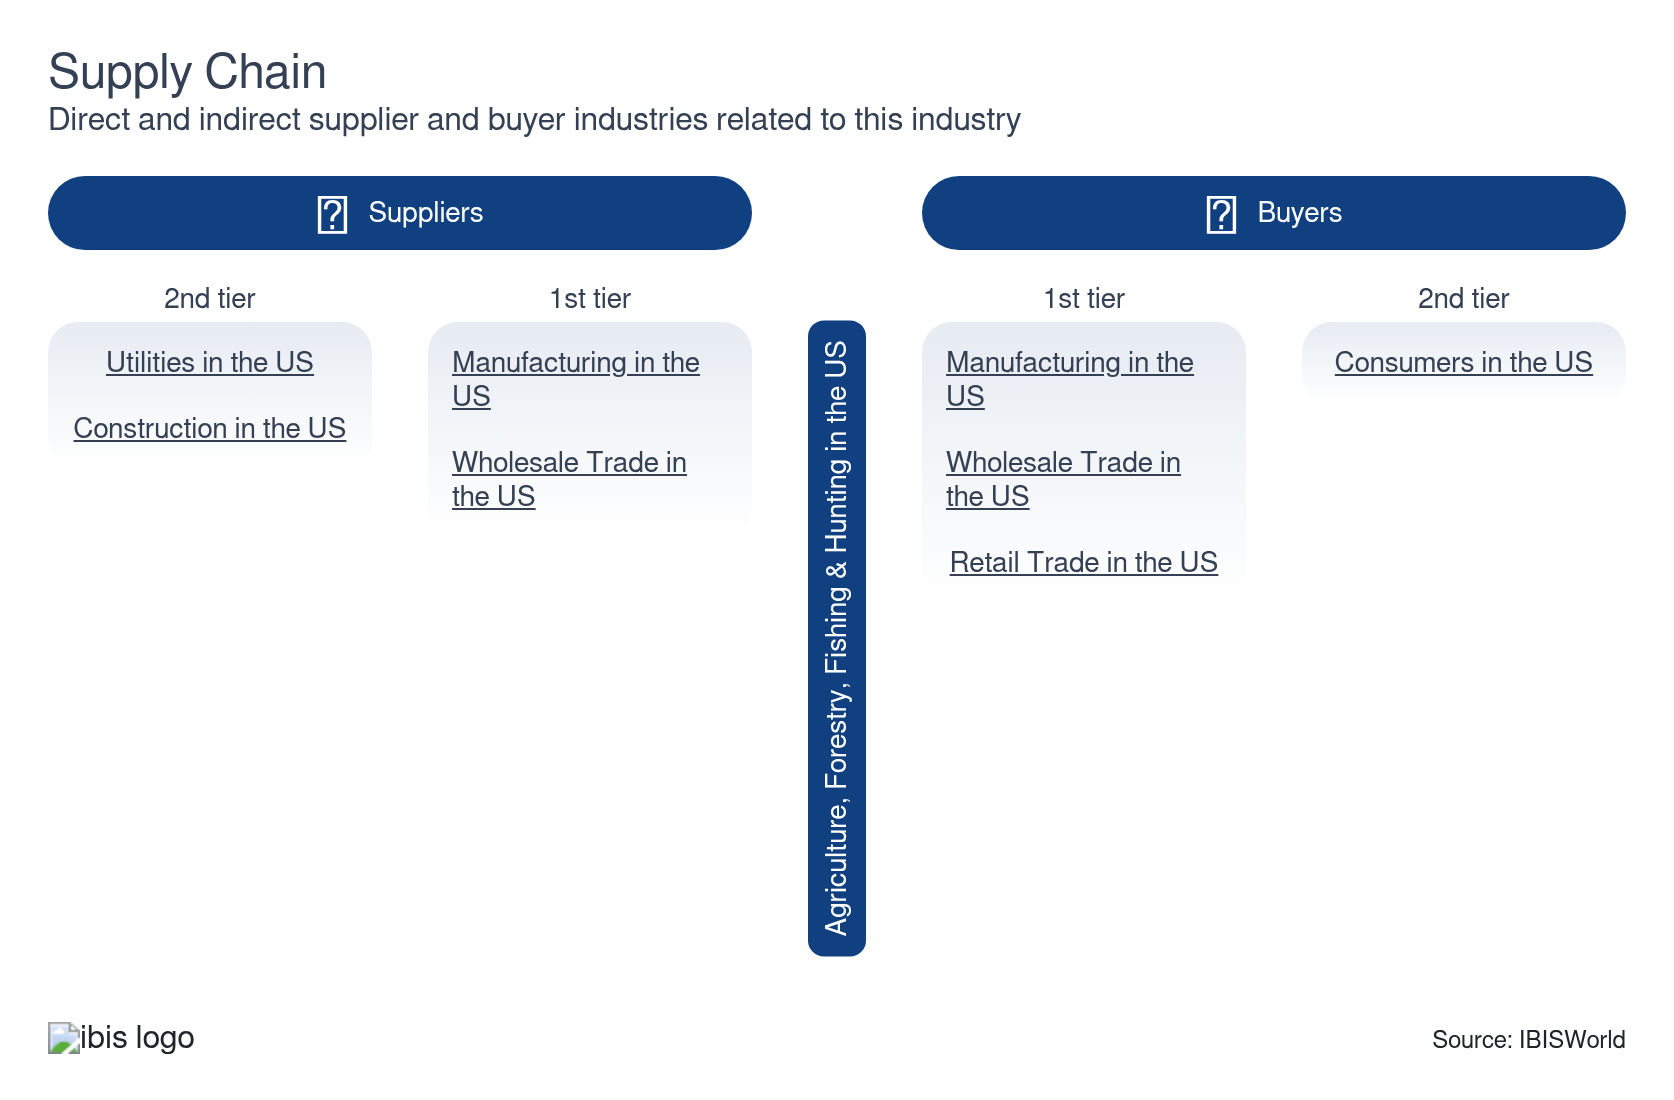 Supply Chain
Direct and indirect supplier and buyer industries related to this industry
Suppliers
Buyers
2nd tier
1st tier
1st tier
2nd tier
Utilities in the US
Construction in the US
Manufacturing in the
US
Wholesale Trade in
the US
Agriculture, Forestry, Fishing & Hunting in the US
Manufacturing in the
US
Wholesale Trade in
the US
Retail Trade in the US
Consumers in the US
ibis logo
Source: IBISWorld